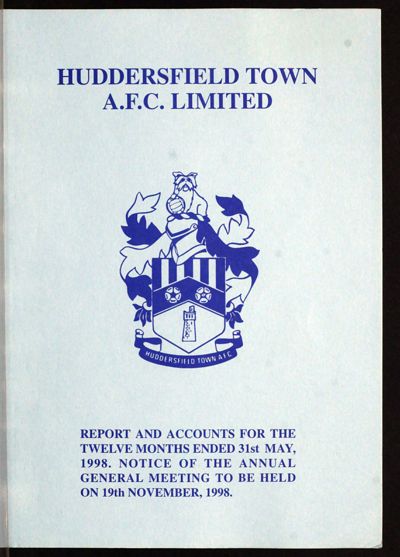 HUDDERSFIELD TOWN
A.F.C. LIMITED
HUDDERSFIELD TOWN A.F.C
REPORT AND ACCOUNTS FOR THE
TWELVE MONTHS ENDED 31st MAY,
1998. NOTICE OF THE ANNUAL
GENERAL MEETING TO BE HELD
ON 19th NOVEMBER, 1998.